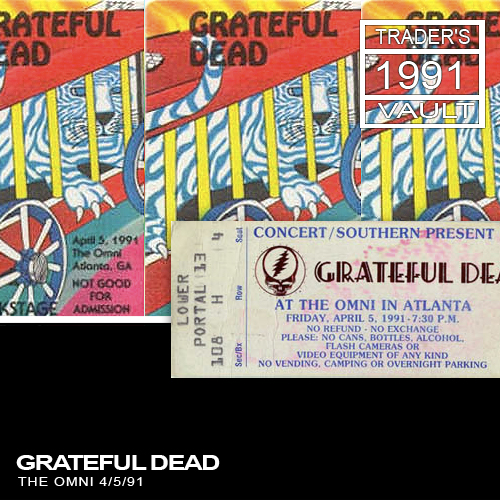 GRATEFUL
DEAD
GRATEFUL
DEAD
GRATEFUL
DEAD
TRADER'S
1991
VAULT
April 5, 1991
The Omni
Atlanta, GA
NOT GOOD
FOR
ADMISSION
KSTAGE
LOWER
PORTAL 13
108 H 4
Sec/Bx Row Seat
CONCERT/SOUTHERN PRESENT
GRATEFUL DEA
AT THE OMNI IN ATLANTA
FRIDAY, APRIL 5, 1991-7:30 P.M.
NO REFUND - NO EXCHANGE
PLEASE: NO CANS, BOTTLES, ALCOHOL,
FLASH CAMERAS OR
VIDEO EQUIPMENT OF ANY KIND
NO VENDING, CAMPING OR OVERNIGHT PARKING
GRATEFUL DEAD
THE OMNI 4/5/91